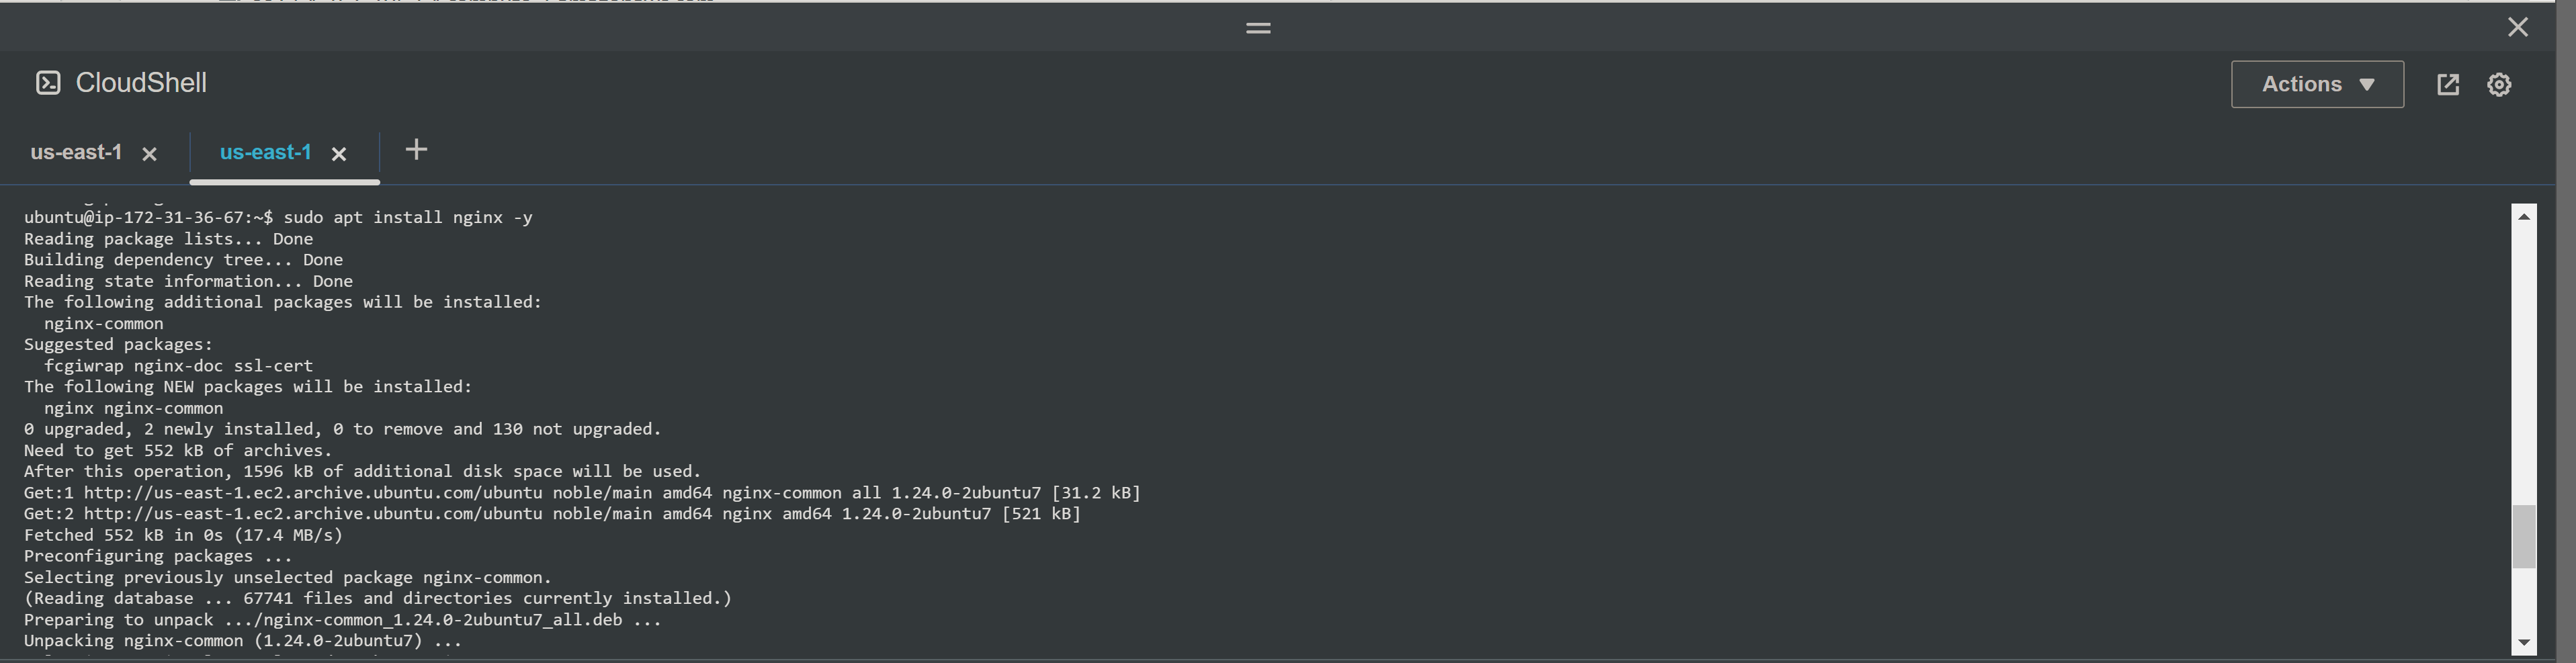 CloudShell
Actions
us-east-1
us-east-1
ubuntu@ip-172-31-36-67:~$ sudo apt install nginx -y
Reading package lists... Done
Building dependency tree... Done
Reading state information... Done
The following additional packages will be installed:
  nginx-common
Suggested packages:
  fcgiwrap nginx-doc ssl-cert
The following NEW packages will be installed:
  nginx nginx-common
0 upgraded, 2 newly installed, 0 to remove and 130 not upgraded.
Need to get 552 kB of archives.
After this operation, 1596 kB of additional disk space will be used.
Get:1 http://us-east-1.ec2.archive.ubuntu.com/ubuntu noble/main amd64 nginx-common all 1.24.0-2ubuntu7 [31.2 kB]
Get:2 http://us-east-1.ec2.archive.ubuntu.com/ubuntu noble/main amd64 nginx amd64 1.24.0-2ubuntu7 [521 kB]
Fetched 552 kB in 0s (17.4 MB/s)
Preconfiguring packages ...
Selecting previously unselected package nginx-common.
(Reading database ... 67741 files and directories currently installed.)
Preparing to unpack .../nginx-common_1.24.0-2ubuntu7_all.deb ...
Unpacking nginx-common (1.24.0-2ubuntu7) ...